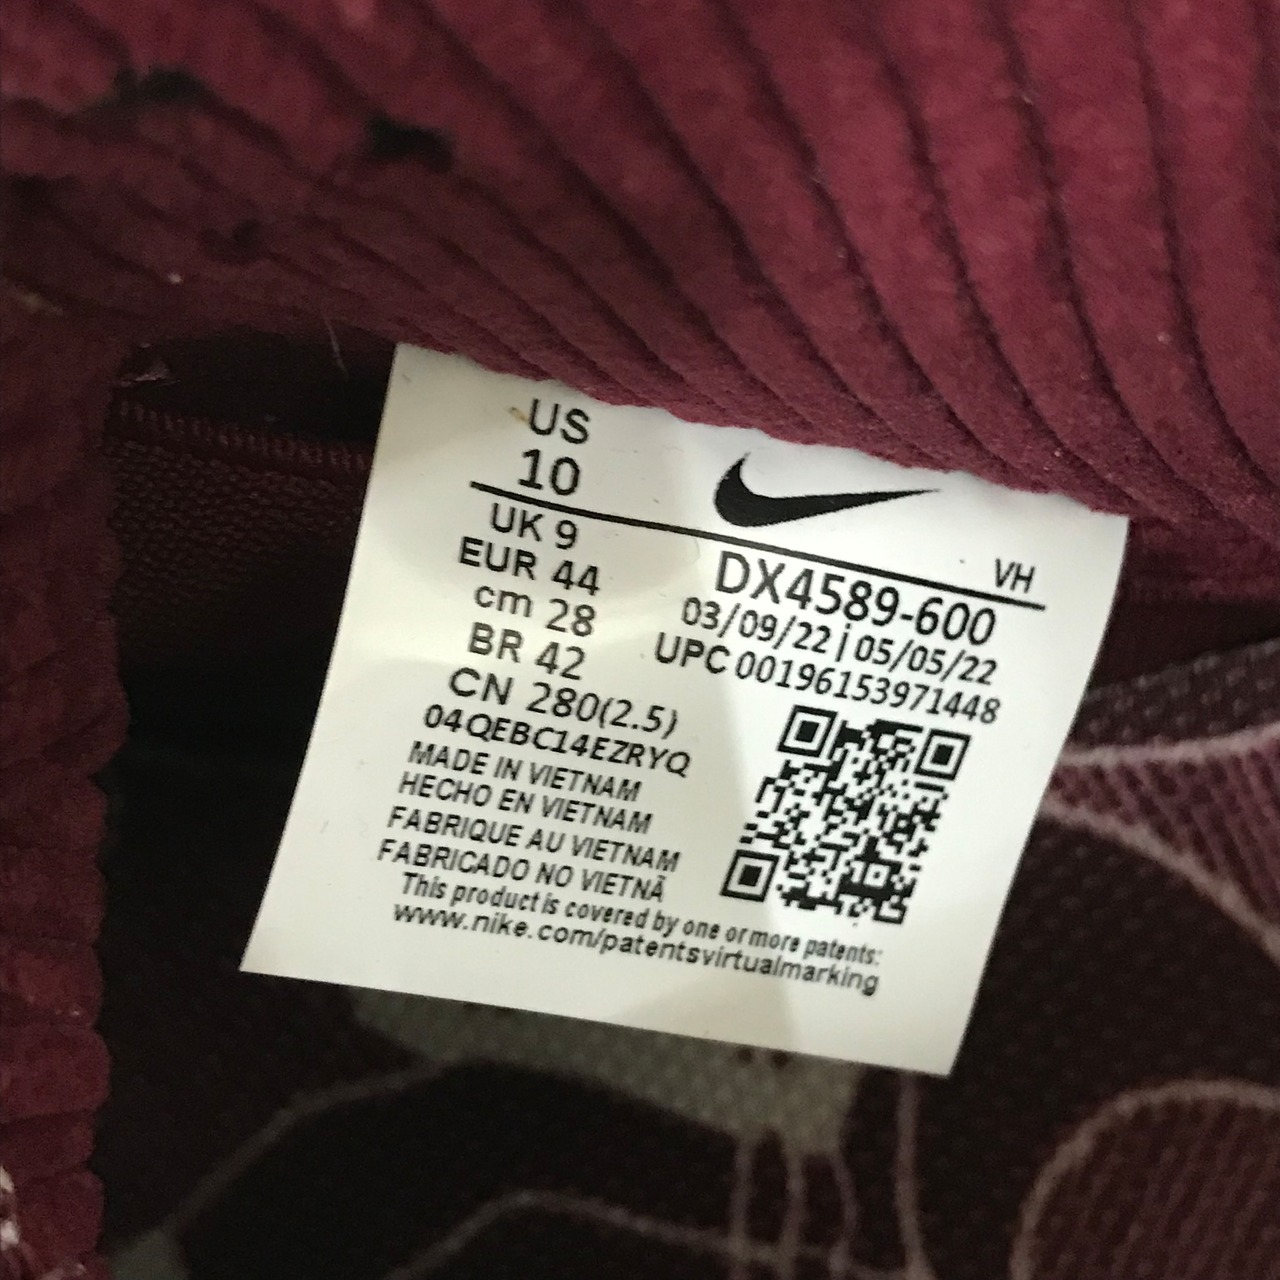 US
10
UK 9
EUR 44
cm 28
BR 42
CN 280(2.5)
04QEBC14EZRYQ
MADE IN VIETNAM
HECHO EN VIETNAM
FABRIQUE AU VIETNAM
FABRICADO NO VIETNÃ
This product is covered by one or more patents:
www.nike.com/patentsvirtualmarking
VH
DX4589-600
03/09/22 | 05/05/22
UPC 00196153971448